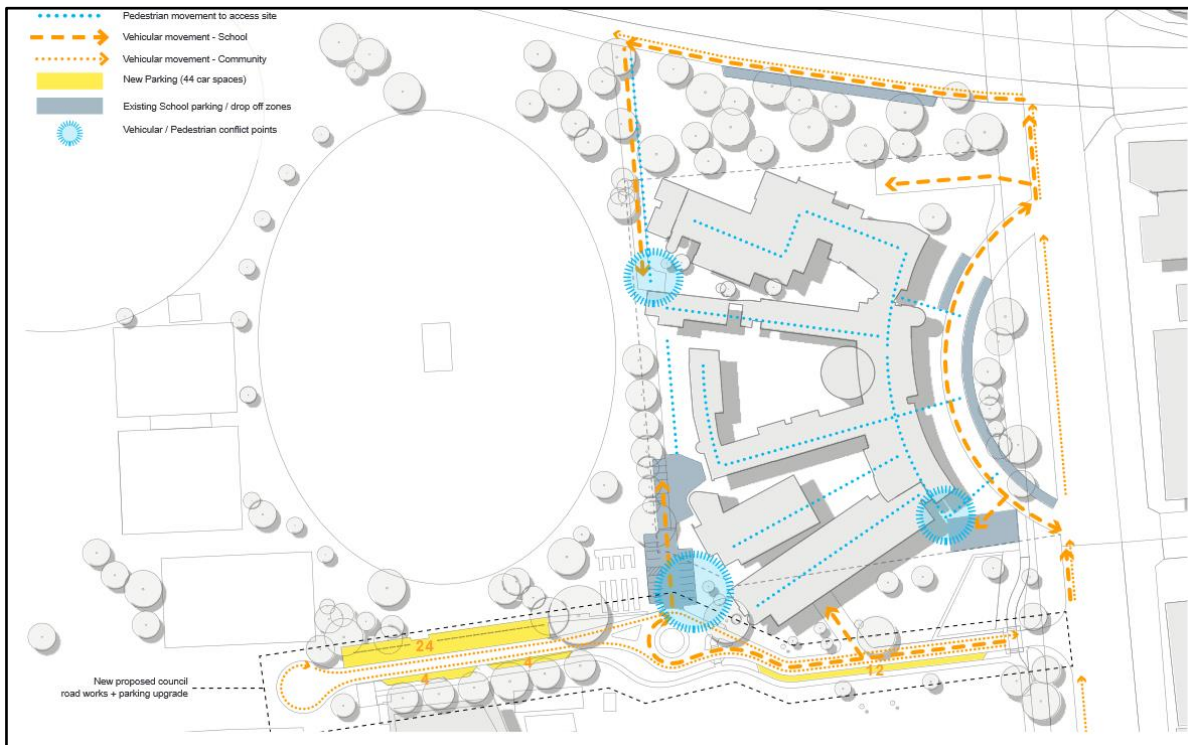 Pedestrian movement to access site
Vehicular movement - School
Vehicular movement - Community
New Parking (44 car spaces)
Existing School parking / drop off zones
Vehicular / Pedestrian conflict points
24
4
4
12
New proposed council
road works + parking upgrade